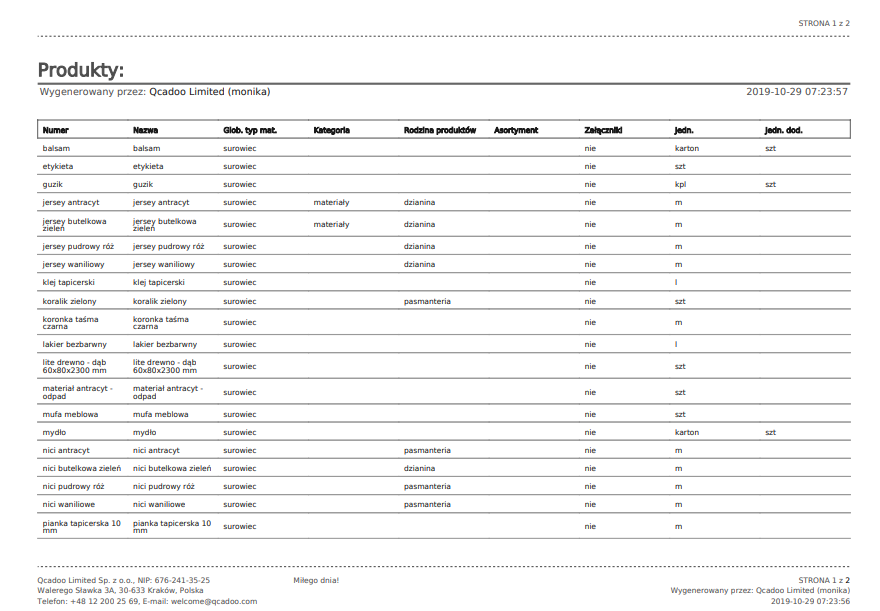 STRONA 1 z 2
Produkty:
Wygenerowany przez: Qcadoo Limited (monika) 2019-10-29 07:23:57
Numer Nazwa Glob. typ mat. Kategoria Rodzina produktów Asortyment Załączniki Jedn. Jedn. dod.
balsam balsam surowiec nie karton szt
etykieta etykieta surowiec nie szt
guzik guzik surowiec nie kpl szt
jersey antracyt jersey antracyt surowiec materiały dzianina nie m
jersey butelkowa zieleń jersey butelkowa zieleń surowiec materiały dzianina nie m
jersey pudrowy róż jersey pudrowy róż surowiec dzianina nie m
jersey waniliowy jersey waniliowy surowiec dzianina nie m
klej tapicerski klej tapicerski surowiec nie l
koralik zielony koralik zielony surowiec pasmanteria nie szt
koronka taśma czarna koronka taśma czarna surowiec nie m
lakier bezbarwny lakier bezbarwny surowiec nie l
lite drewno - dąb 60x80x2300 mm lite drewno - dąb 60x80x2300 mm surowiec nie szt
materiał antracyt - odpad materiał antracyt - odpad surowiec nie szt
mufa meblowa mufa meblowa surowiec nie szt
mydło mydło surowiec nie karton szt
nici antracyt nici antracyt surowiec pasmanteria nie m
nici butelkowe zieleń nici butelkowe zieleń surowiec dzianina nie m
nici pudrowy róż nici pudrowy róż surowiec pasmanteria nie m
nici waniliowe nici waniliowe surowiec pasmanteria nie m
pianka tapicerska 10 mm pianka tapicerska 10 mm surowiec nie m
Qcadoo Limited Sp. z o.o., NIP: 676-241-35-25 Miłego dnia! STRONA 1 z 2
Walerego Sławka 3A, 30-633 Kraków, Polska Wygenerowany przez: Qcadoo Limited (monika)
Telefon: +48 12 200 25 69, E-mail: welcome@qcadoo.com 2019-10-29 07:23:56